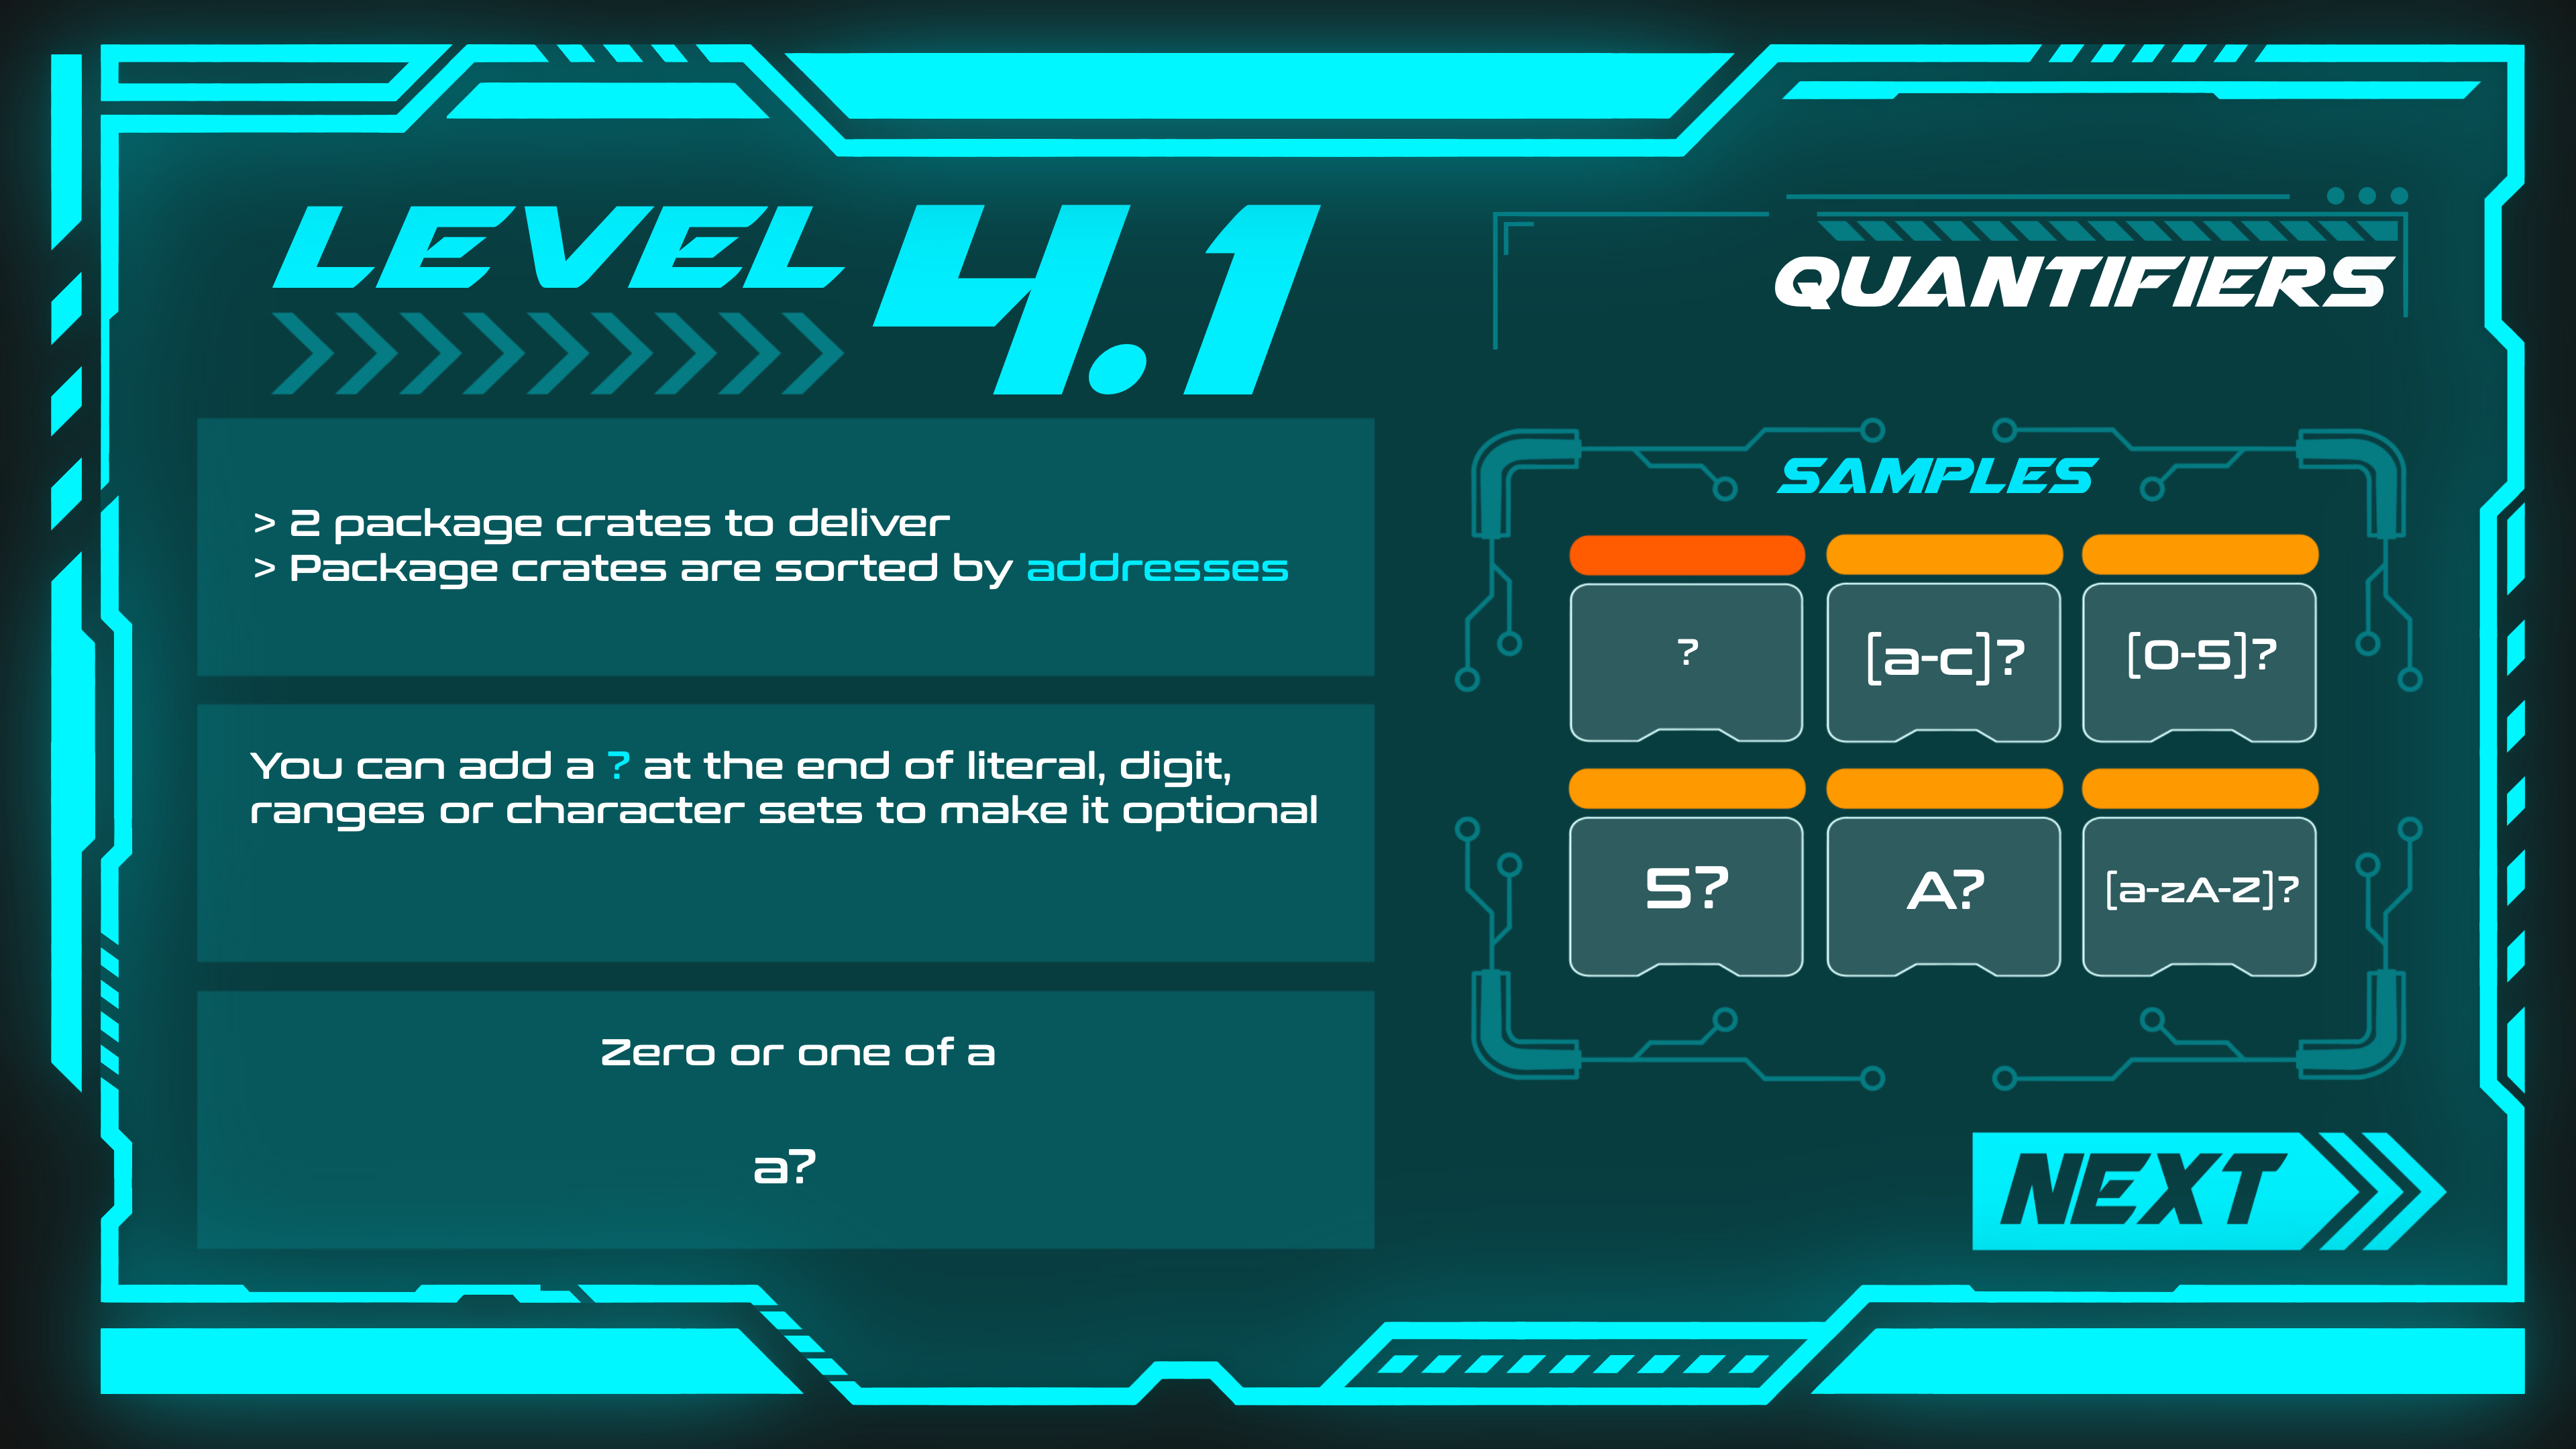 LEVEL 4.1
QUANTIFIERS
> 2 package crates to deliver
> Package crates are sorted by addresses
You can add a ? at the end of literal, digit,
ranges or character sets to make it optional
Zero or one of a
a?
SAMPLES
?
[a-c]?
[0-5]?
5?
A?
[a-zA-Z]?
NEXT